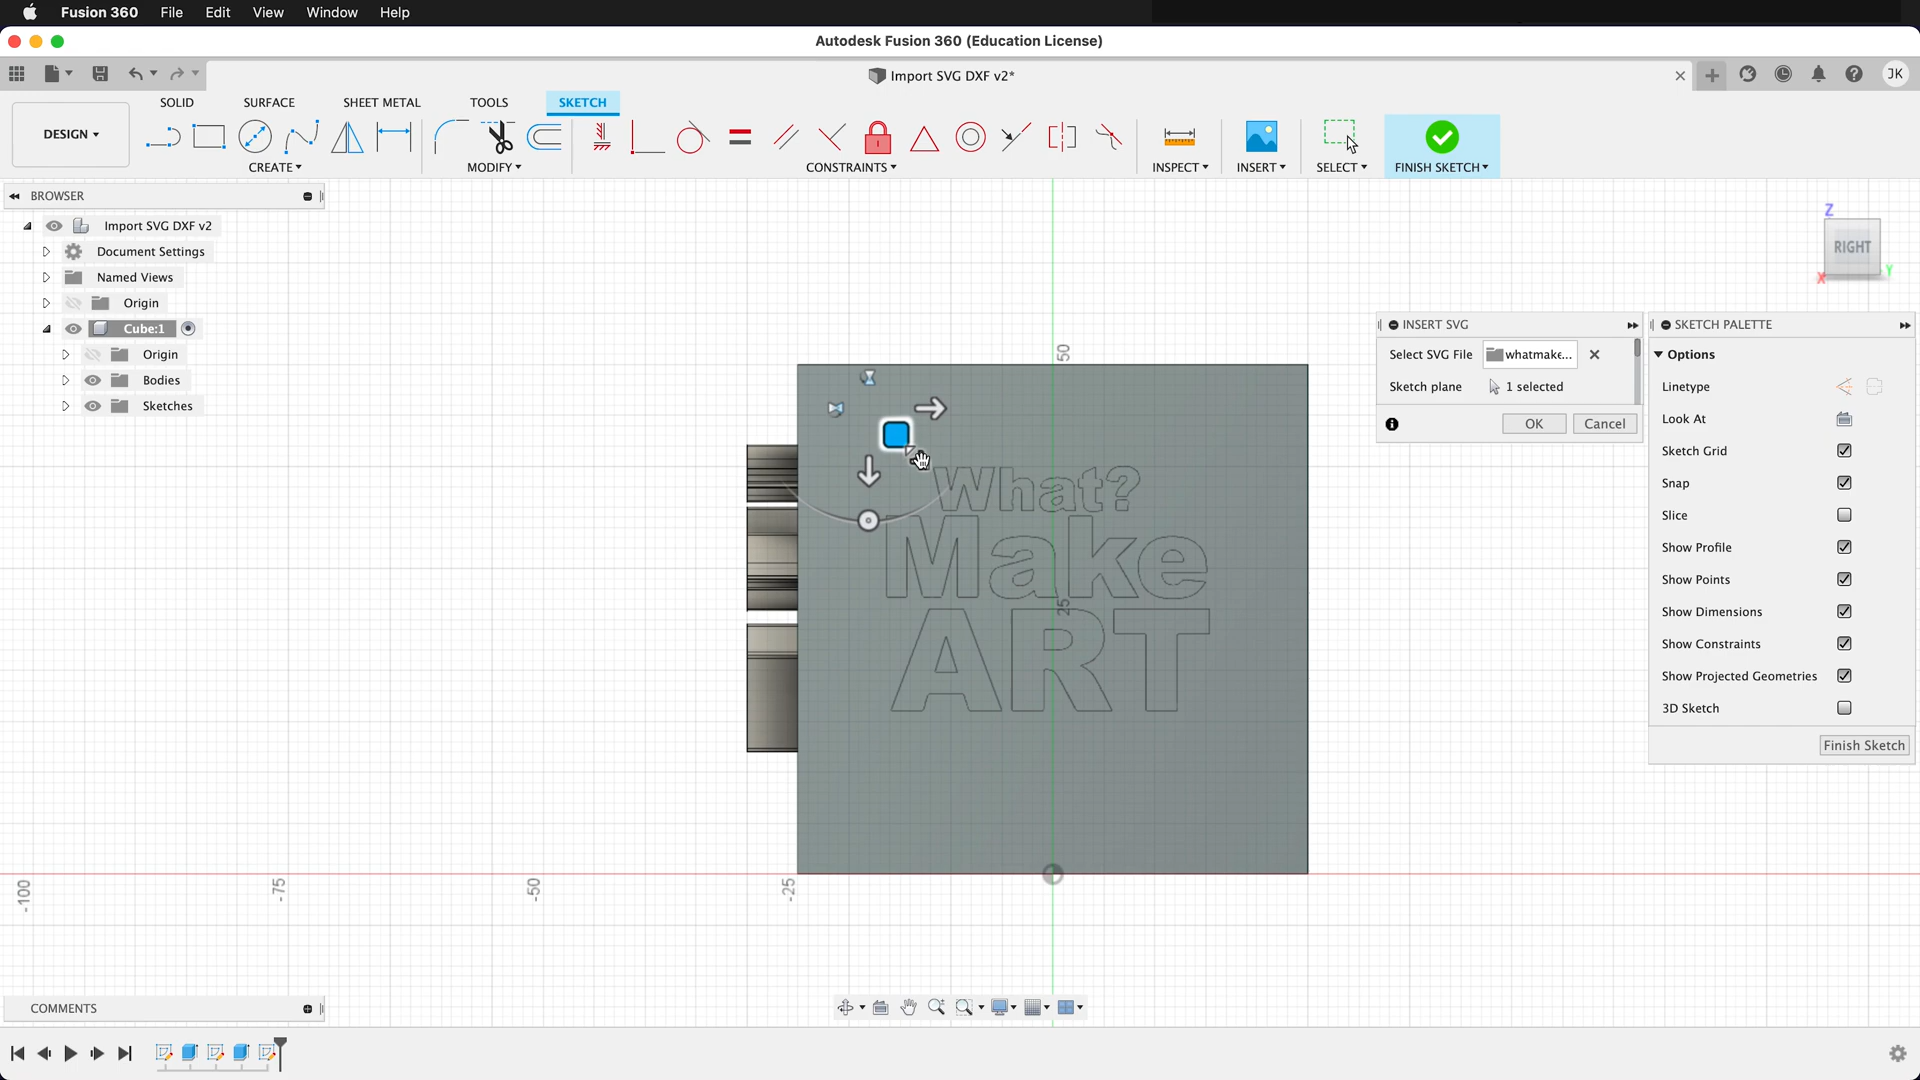 Fusion 360 File Edit View Window Help
Autodesk Fusion 360 (Education License)
Import SVG DXF v2*
JK
SOLID SURFACE SHEET METAL TOOLS SKETCH
DESIGN
CREATE MODIFY CONSTRAINTS INSPECT INSERT SELECT FINISH SKETCH
BROWSER
Import SVG DXF v2
Document Settings
Named Views
Origin
Cube:1
Origin
Bodies
Sketches
Z
RIGHT
X
Y
INSERT SVG
Select SVG File whatmake...
Sketch plane 1 selected
OK Cancel
SKETCH PALETTE
Options
Linetype
Look At
Sketch Grid
Snap
Slice
Show Profile
Show Points
Show Dimensions
Show Constraints
Show Projected Geometries
3D Sketch
Finish Sketch
50
What?
Make
25
ART
-100 -75 -50 -25
COMMENTS